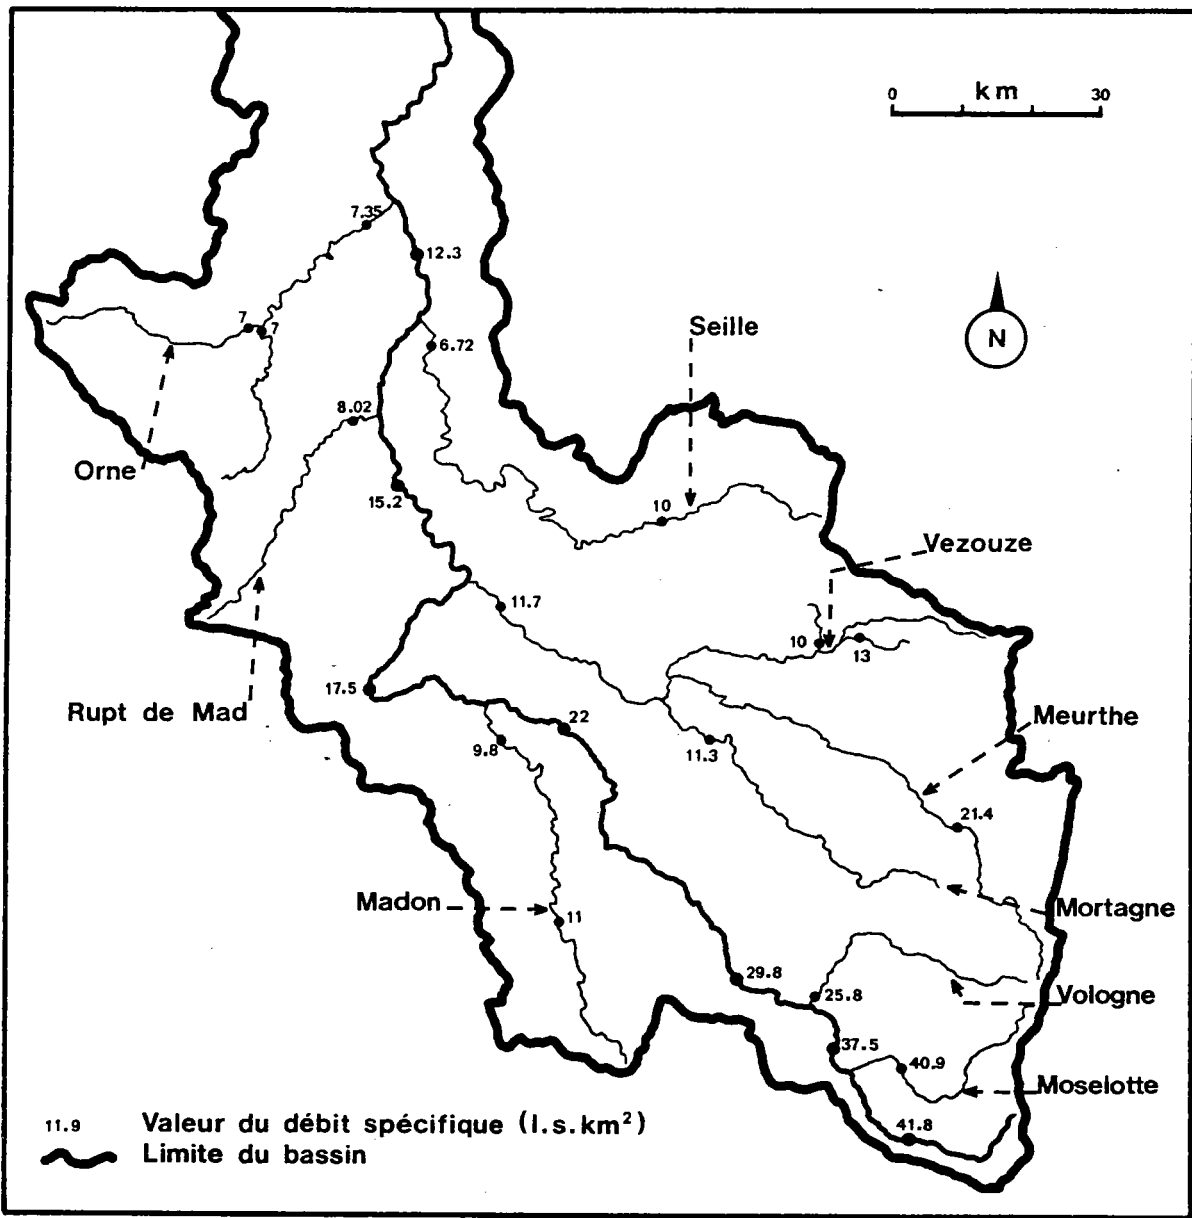 0 km 30
7.35
12.3
N
7 7
Seille
6.72
8.02
Orne
15.2
10
Vezouze
11.7
10
13
17.5
Rupt de Mad
22
Meurthe
9.8
11.3
21.4
Madon
11
Mortagne
29.8
25.8
Vologne
37.5
40.9
Moselotte
41.8
11.9 Valeur du débit spécifique (l.s.km²)
Limite du bassin